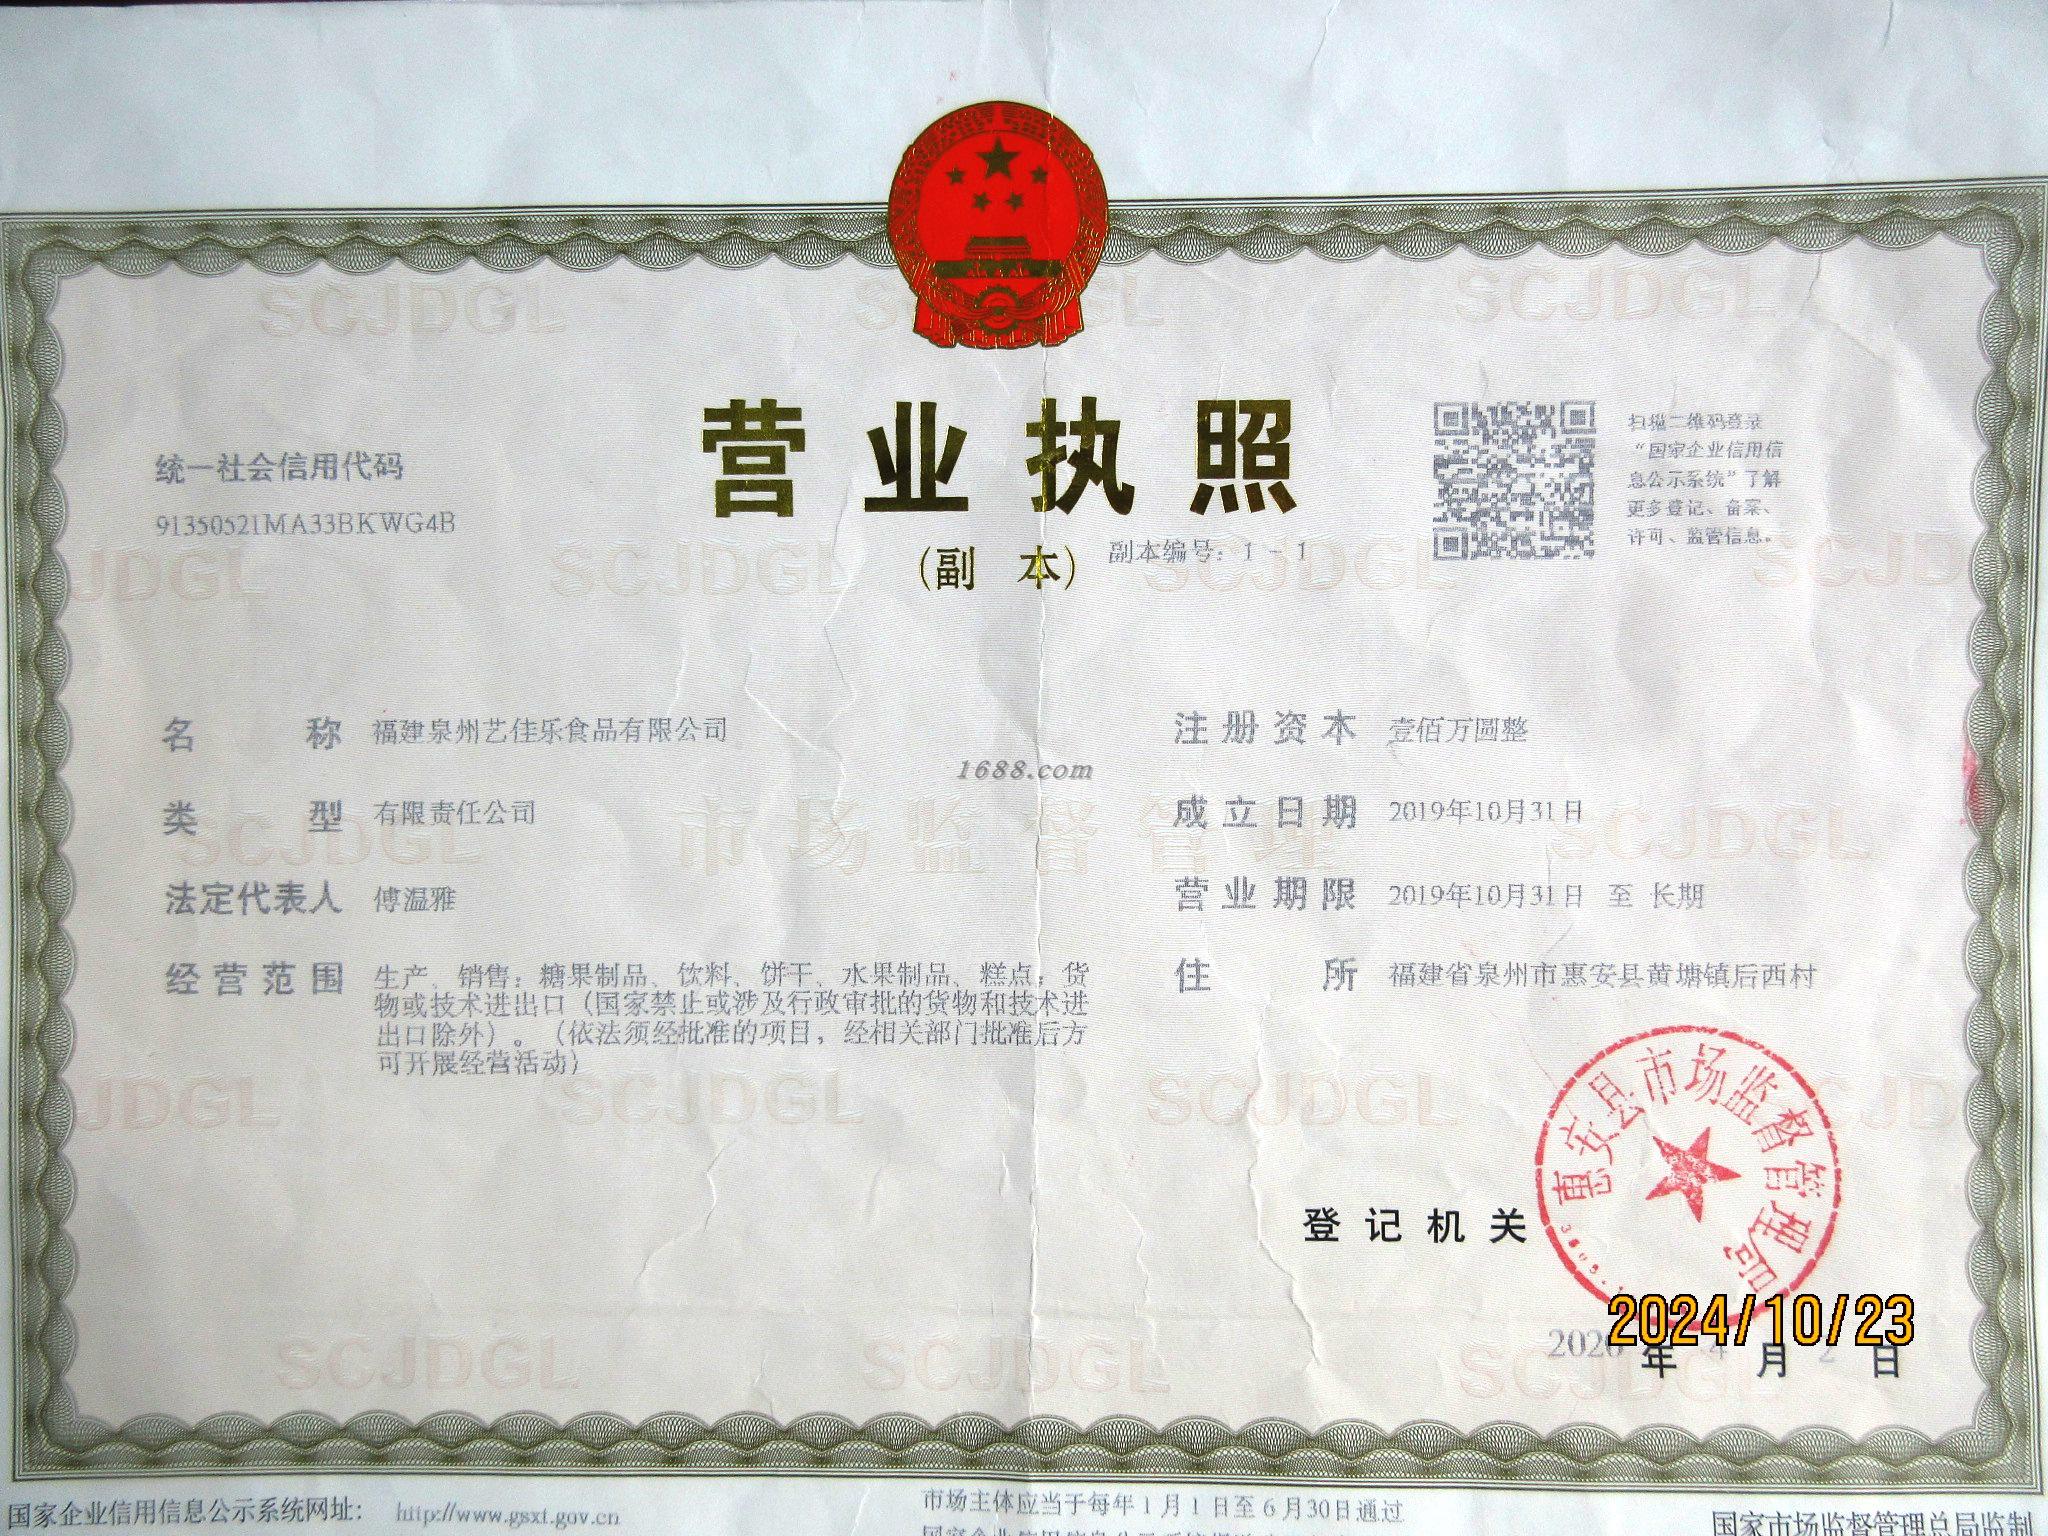 营业执照
(副 本)
副本编号：1－1
统一社会信用代码
91350521MA33BKWG4B
扫描二维码登录
“国家企业信用信
息公示系统”了解
更多登记、备案、
许可、监管信息。
名 称 福建泉州艺佳乐食品有限公司
类 型 有限责任公司
法定代表人 傅温雅
经营范围 生产、销售：糖果制品、饮料、饼干、水果制品、糕点；货
物或技术进出口（国家禁止或涉及行政审批的货物和技术进
出口除外）。（依法须经批准的项目，经相关部门批准后方
可开展经营活动）
注册资本 壹佰万圆整
成立日期 2019年10月31日
营业期限 2019年10月31日 至 长期
住 所 福建省泉州市惠安县黄塘镇后西村
1688.com
市场监督管理
SCJDGL
登记机关
惠安县市场监督管理局
2024/10/23
2020年4月2日
国家企业信用信息公示系统网址： http://www.gsxt.gov.cn
市场主体应当于每年1月1日至6月30日通过
国家市场监督管理总局监制